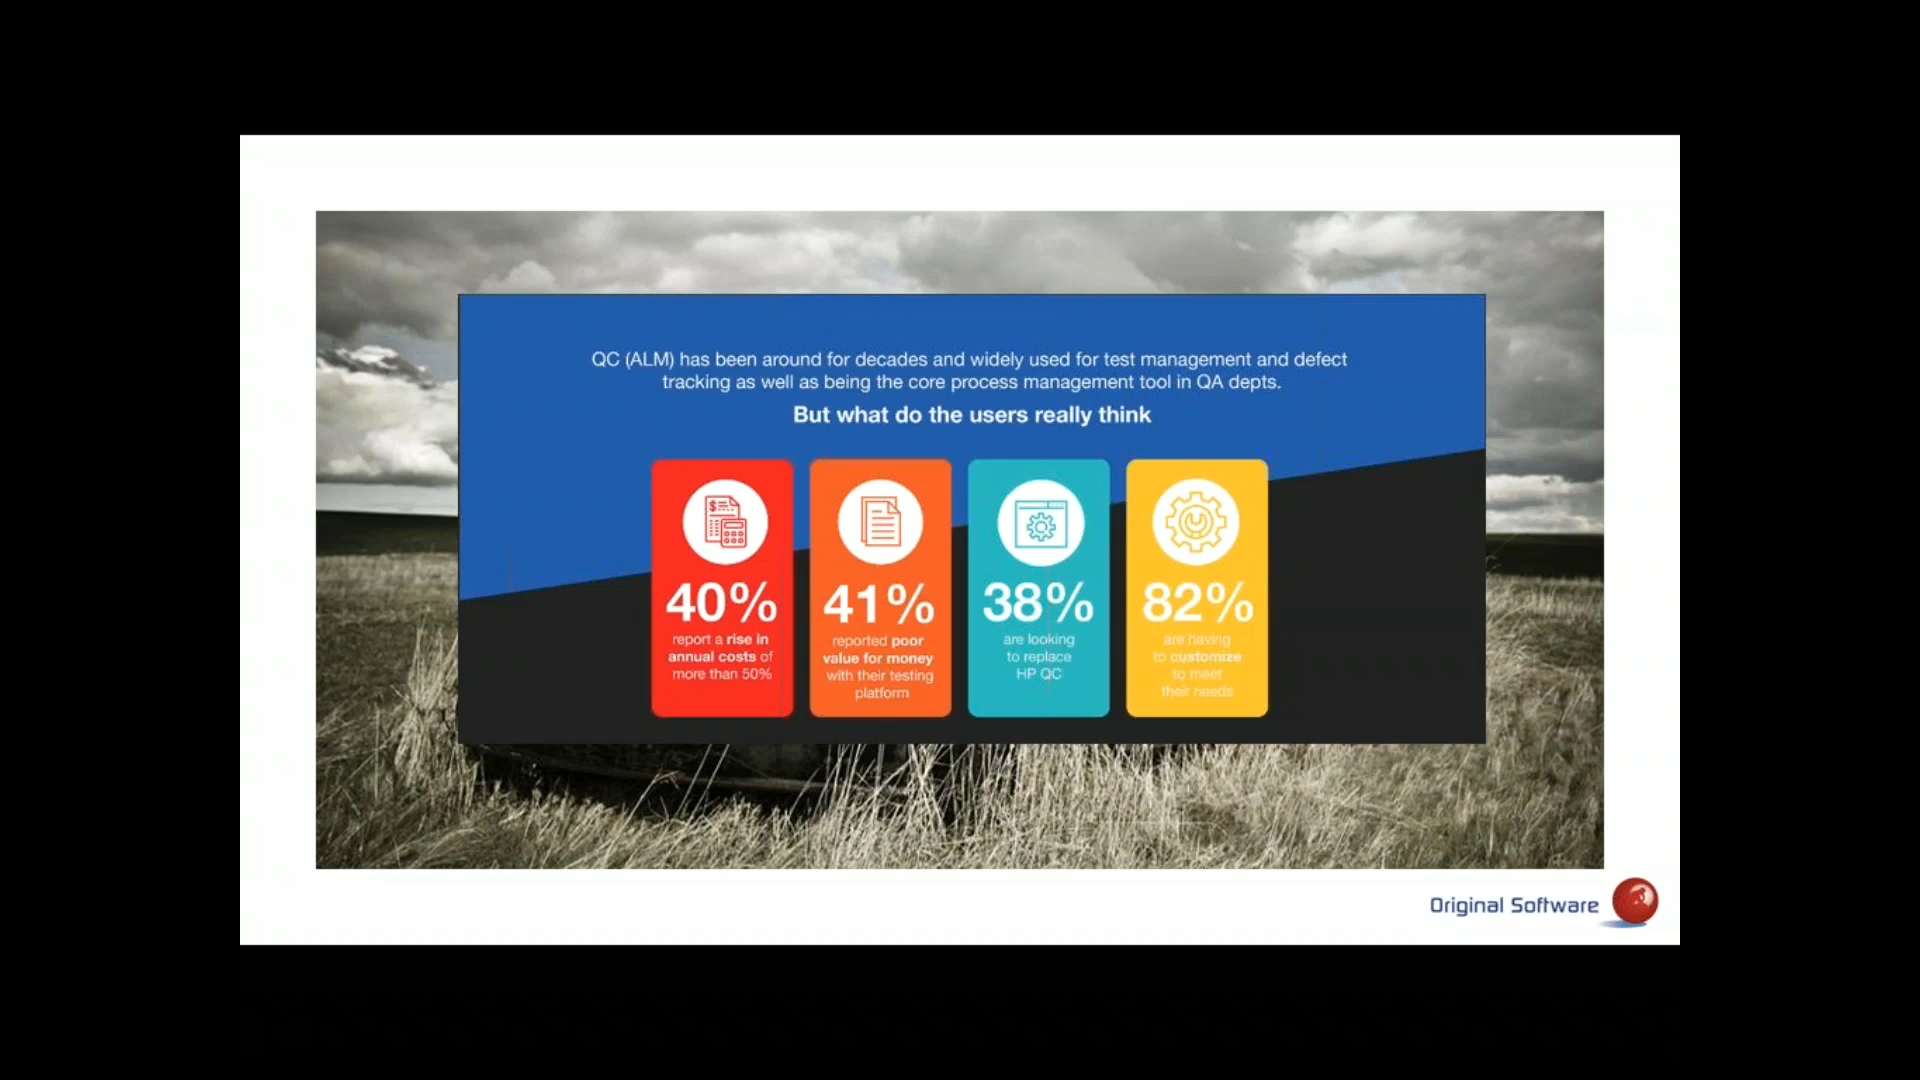 QC (ALM) has been around for decades and widely used for test management and defect
tracking as well as being the core process management tool in QA depts.
But what do the users really think
40%
report a rise in
annual costs of
more than 50%
41%
reported poor
value for money
with their testing
platform
38%
are looking
to replace
HP QC
82%
are having
to customize
to meet
their needs
Original Software